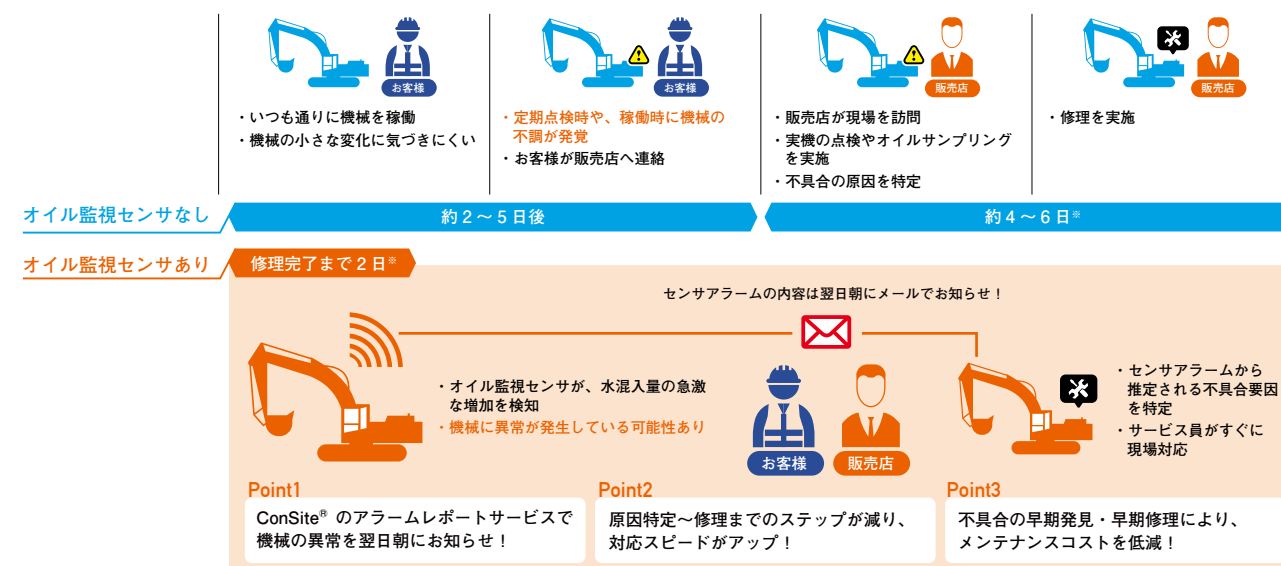 お客様
・いつも通りに機械を稼働
・機械の小さな変化に気づきにくい
お客様
・定期点検時や、稼働時に機械の
不調が発覚
・お客様が販売店へ連絡
販売店
・販売店が現場を訪問
・実機の点検やオイルサンプリング
を実施
・不具合の原因を特定
販売店
・修理を実施
オイル監視センサなし
約2～5日後
約4～6日※
オイル監視センサあり
修理完了まで2日※
センサアラームの内容は翌日朝にメールでお知らせ！
・オイル監視センサが、水混入量の急激
な増加を検知
・機械に異常が発生している可能性あり
お客様
販売店
・センサアラームから
推定される不具合要因
を特定
・サービス員がすぐに
現場対応
Point1
ConSite® のアラームレポートサービスで
機械の異常を翌日朝にお知らせ！
Point2
原因特定～修理までのステップが減り、
対応スピードがアップ！
Point3
不具合の早期発見・早期修理により、
メンテナンスコストを低減！